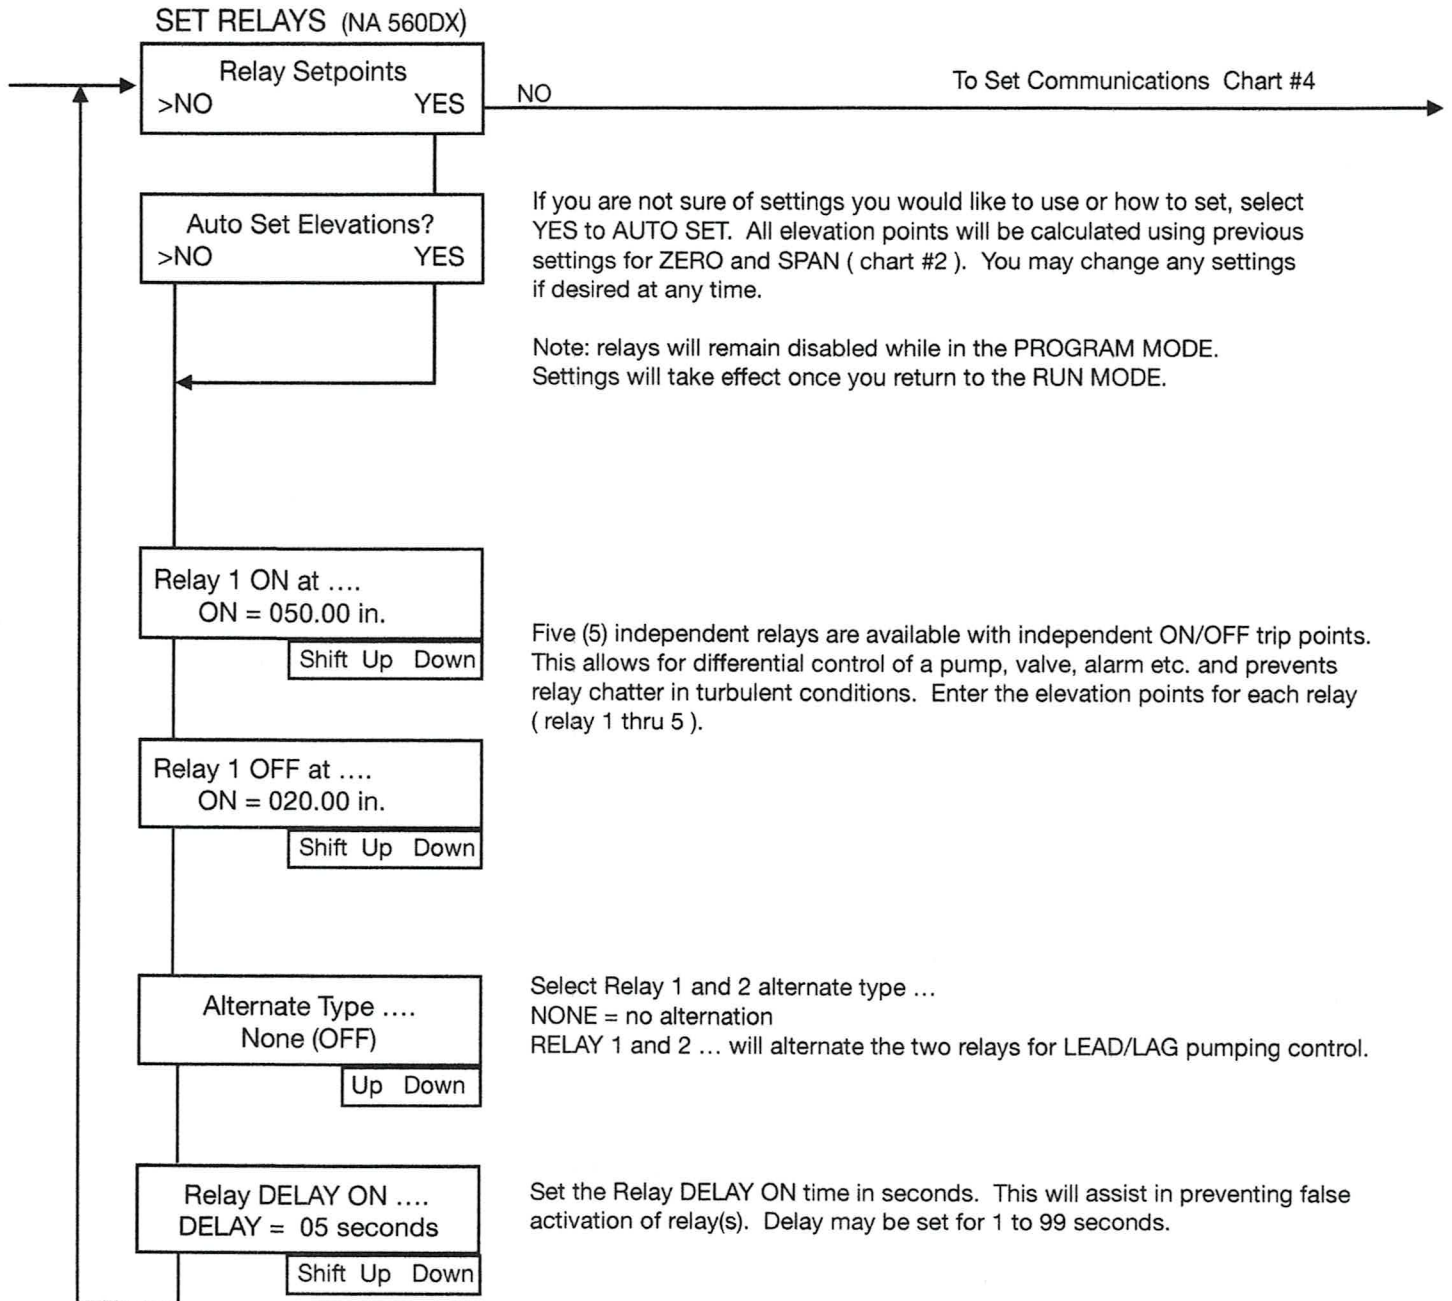 SET RELAYS (NA 560DX)
Relay Setpoints
>NO YES
NO
To Set Communications Chart #4
Auto Set Elevations?
>NO YES
If you are not sure of settings you would like to use or how to set, select
YES to AUTO SET. All elevation points will be calculated using previous
settings for ZERO and SPAN ( chart #2 ). You may change any settings
if desired at any time.
Note: relays will remain disabled while in the PROGRAM MODE.
Settings will take effect once you return to the RUN MODE.
Relay 1 ON at ....
ON = 050.00 in.
Shift Up Down
Five (5) independent relays are available with independent ON/OFF trip points.
This allows for differential control of a pump, valve, alarm etc. and prevents
relay chatter in turbulent conditions. Enter the elevation points for each relay
( relay 1 thru 5 ).
Relay 1 OFF at ....
ON = 020.00 in.
Shift Up Down
Alternate Type ....
None (OFF)
Up Down
Select Relay 1 and 2 alternate type ...
NONE = no alternation
RELAY 1 and 2 ... will alternate the two relays for LEAD/LAG pumping control.
Relay DELAY ON ....
DELAY = 05 seconds
Shift Up Down
Set the Relay DELAY ON time in seconds. This will assist in preventing false
activation of relay(s). Delay may be set for 1 to 99 seconds.